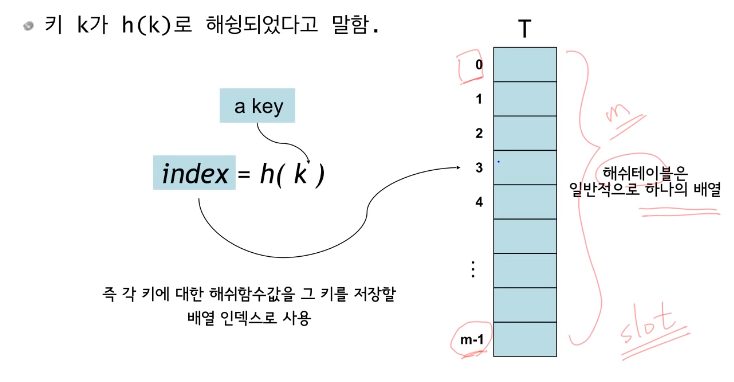 키 k가 h(k)로 해슁되었다고 말함.
T
a key
index = h( k )
0
1
2
3
4
⋮
m-1
m
해쉬테이블은
일반적으로 하나의 배열
즉 각 키에 대한 해쉬함수값을 그 키를 저장할
배열 인덱스로 사용
slot